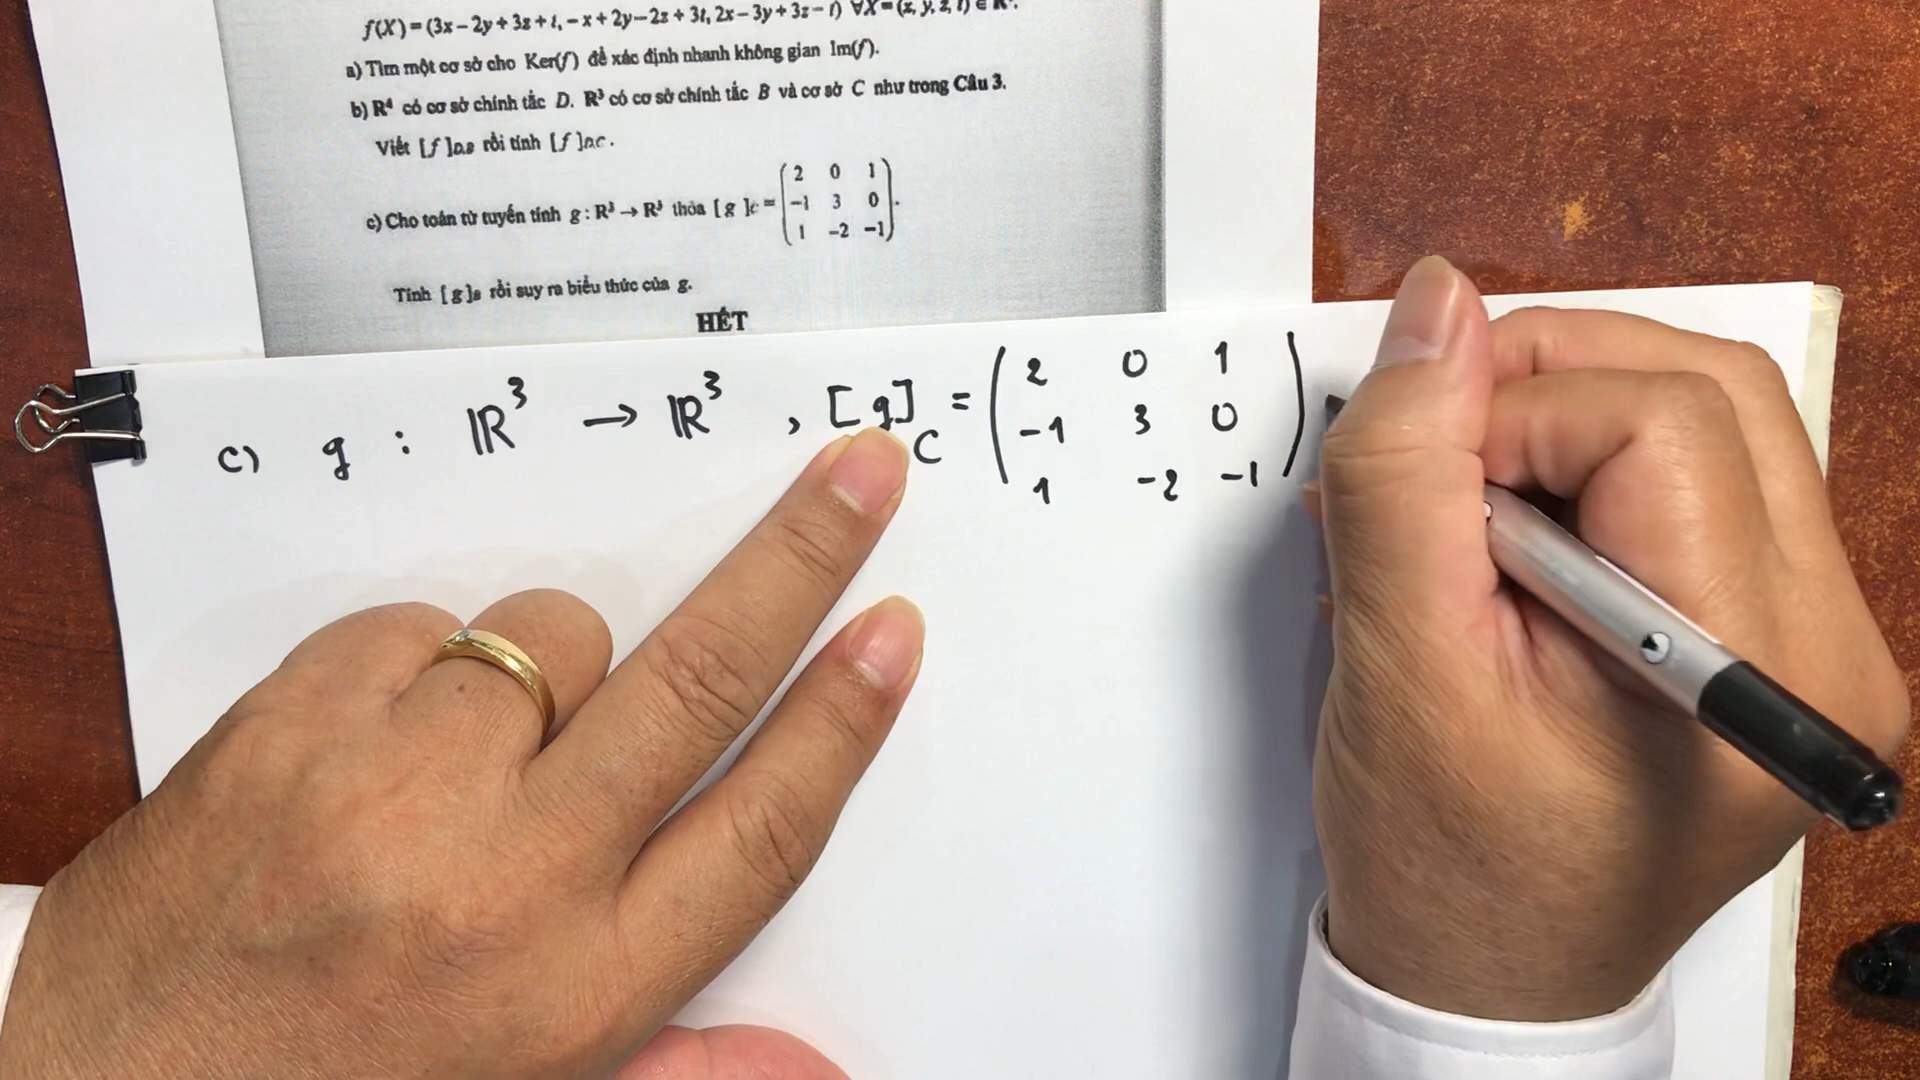 f(X) = (3x – 2y + 3z + t, – x + 2y – 2z + 3t, 2x – 3y + 3z – t) ∀X = (x, y, z, t) ∈ R⁴.
a) Tìm một cơ sở cho Ker(f) để xác định nhanh không gian Im(f).
b) R⁴ có cơ sở chính tắc D. R³ có cơ sở chính tắc B và cơ sở C như trong Câu 3.
Viết [f]D,B rồi tính [f]D,C.
c) Cho toán tử tuyến tính g : R³ → R³ thỏa [g]C = ( 2 0 1
–1 3 0
1 –2 –1 ).
Tính [g]B rồi suy ra biểu thức của g.
HẾT
c) g : ℝ³ → ℝ³ , [g]C = ( 2 0 1
-1 3 0
1 -2 -1 )